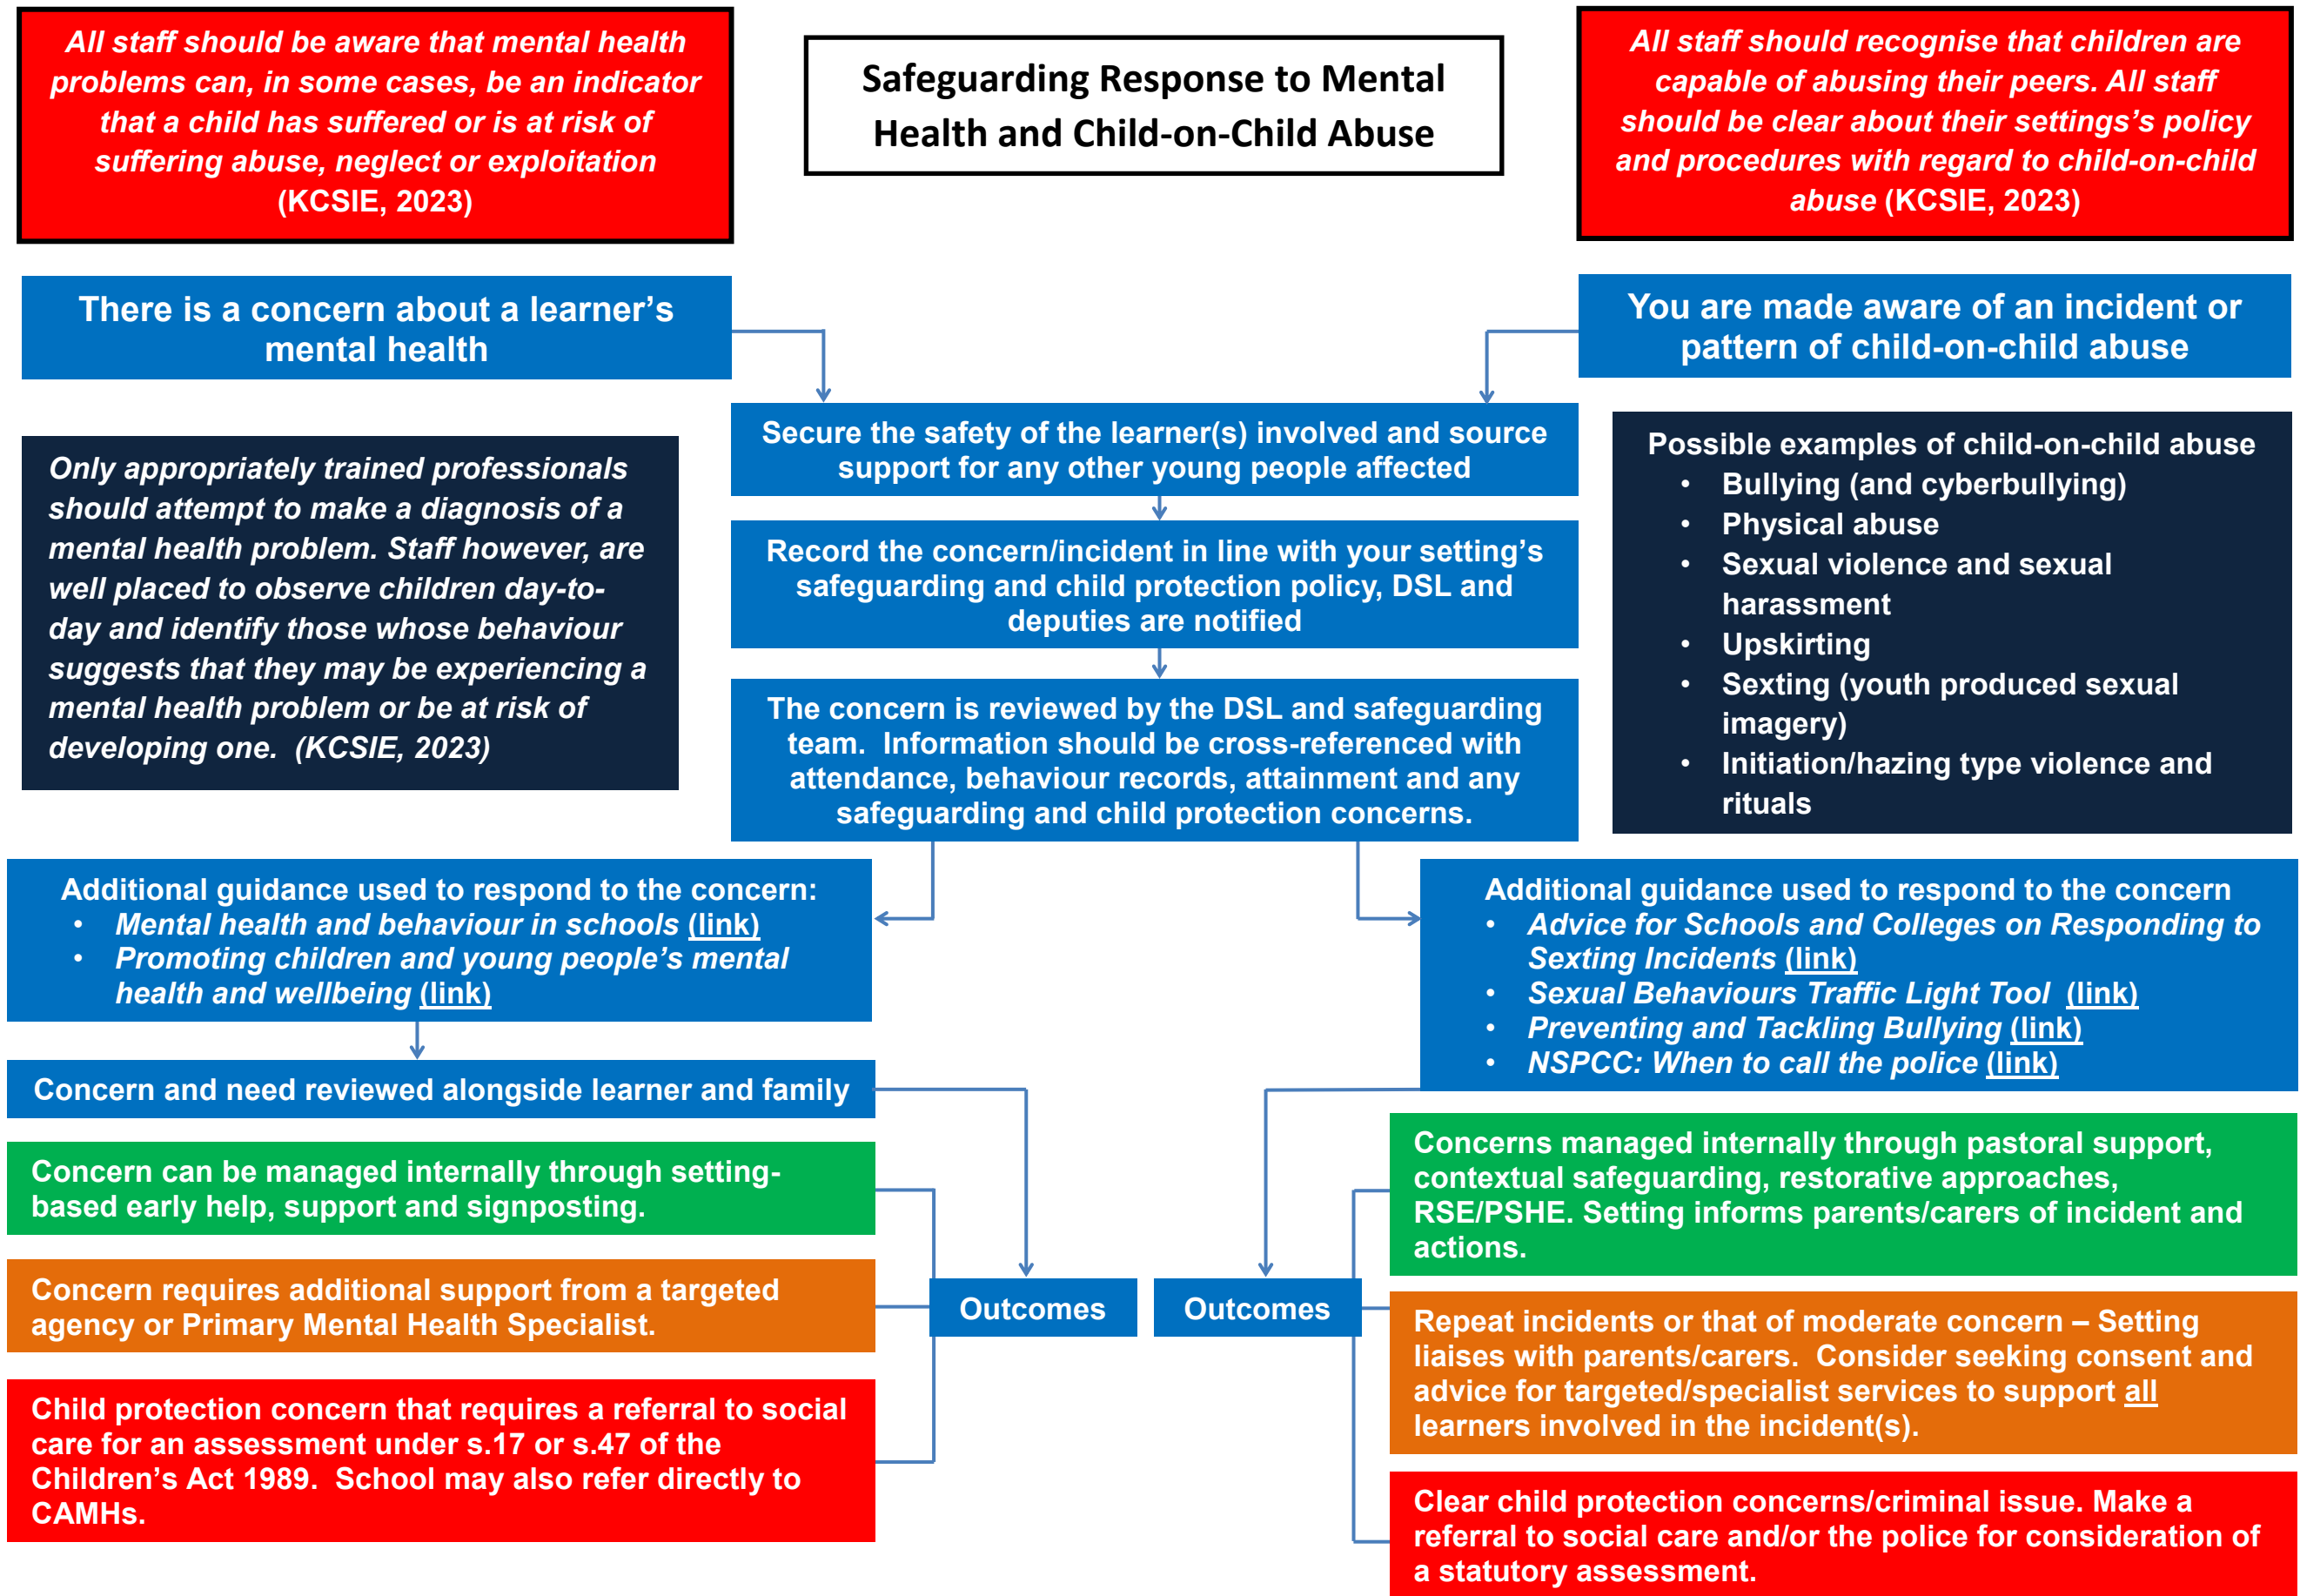 All staff should be aware that mental health
problems can, in some cases, be an indicator
that a child has suffered or is at risk of
suffering abuse, neglect or exploitation
(KCSIE, 2023)
Safeguarding Response to Mental
Health and Child-on-Child Abuse
All staff should recognise that children are
capable of abusing their peers. All staff
should be clear about their settings’s policy
and procedures with regard to child-on-child
abuse (KCSIE, 2023)
There is a concern about a learner’s
mental health
You are made aware of an incident or
pattern of child-on-child abuse
Secure the safety of the learner(s) involved and source
support for any other young people affected
Only appropriately trained professionals
should attempt to make a diagnosis of a
mental health problem. Staff however, are
well placed to observe children day-to-
day and identify those whose behaviour
suggests that they may be experiencing a
mental health problem or be at risk of
developing one.  (KCSIE, 2023)
Record the concern/incident in line with your setting’s
safeguarding and child protection policy, DSL and
deputies are notified
The concern is reviewed by the DSL and safeguarding
team.  Information should be cross-referenced with
attendance, behaviour records, attainment and any
safeguarding and child protection concerns.
Possible examples of child-on-child abuse
• Bullying (and cyberbullying)
• Physical abuse
• Sexual violence and sexual
harassment
• Upskirting
• Sexting (youth produced sexual
imagery)
• Initiation/hazing type violence and
rituals
Additional guidance used to respond to the concern:
• Mental health and behaviour in schools (link)
• Promoting children and young people’s mental
health and wellbeing (link)
Additional guidance used to respond to the concern
• Advice for Schools and Colleges on Responding to
Sexting Incidents (link)
• Sexual Behaviours Traffic Light Tool  (link)
• Preventing and Tackling Bullying (link)
• NSPCC: When to call the police (link)
Concern and need reviewed alongside learner and family
Concern can be managed internally through setting-
based early help, support and signposting.
Concern requires additional support from a targeted
agency or Primary Mental Health Specialist.
Child protection concern that requires a referral to social
care for an assessment under s.17 or s.47 of the
Children’s Act 1989.  School may also refer directly to
CAMHs.
Outcomes
Outcomes
Concerns managed internally through pastoral support,
contextual safeguarding, restorative approaches,
RSE/PSHE. Setting informs parents/carers of incident and
actions.
Repeat incidents or that of moderate concern – Setting
liaises with parents/carers.  Consider seeking consent and
advice for targeted/specialist services to support all
learners involved in the incident(s).
Clear child protection concerns/criminal issue. Make a
referral to social care and/or the police for consideration of
a statutory assessment.